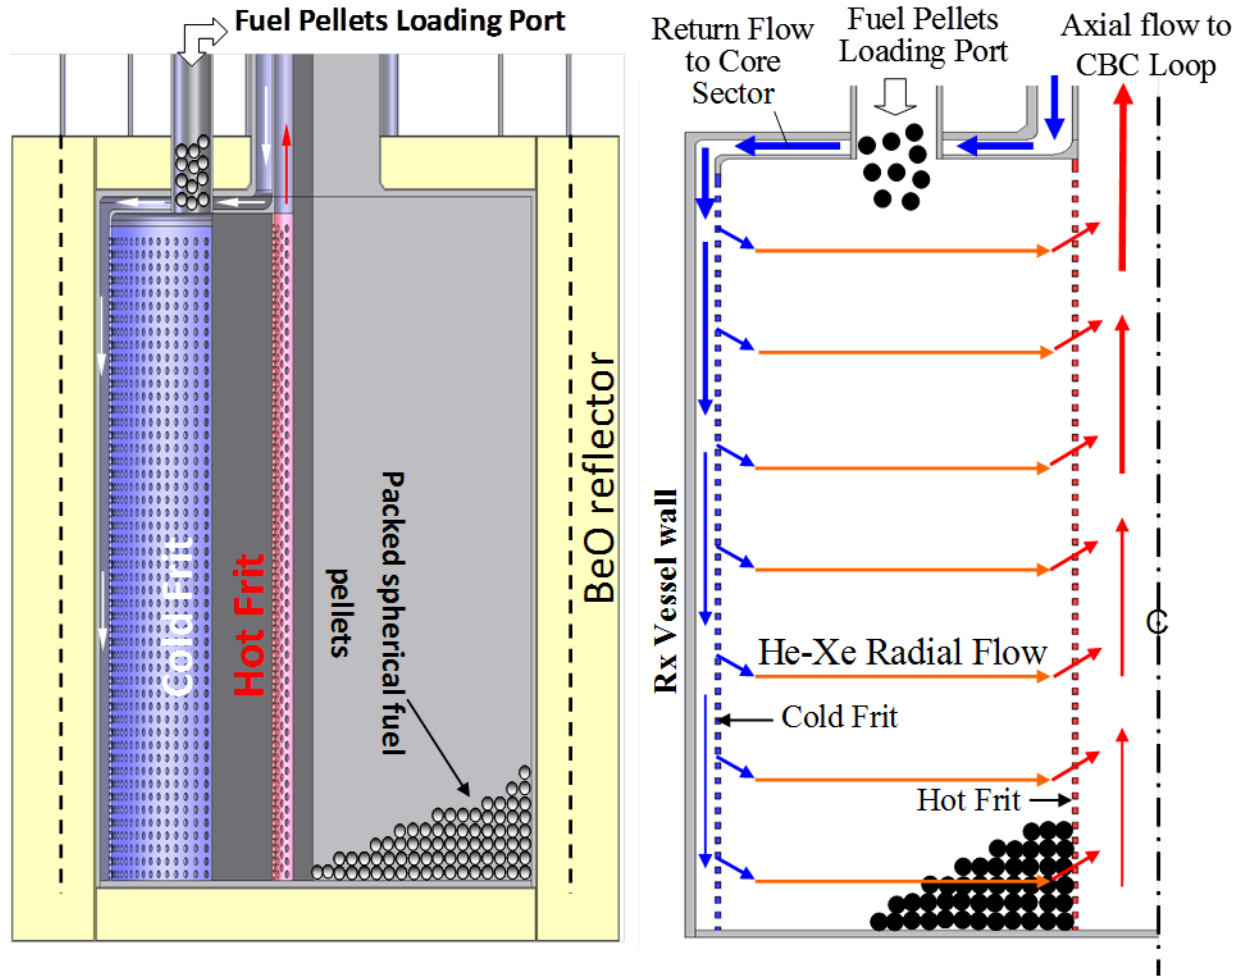 Fuel Pellets Loading Port
Cold Frit
Hot Frit
Packed spherical fuel
pellets
BeO reflector
Return Flow
to Core
Sector
Fuel Pellets
Loading Port
Axial flow to
CBC Loop
Rx Vessel wall
He-Xe Radial Flow
Cold Frit
Hot Frit
C